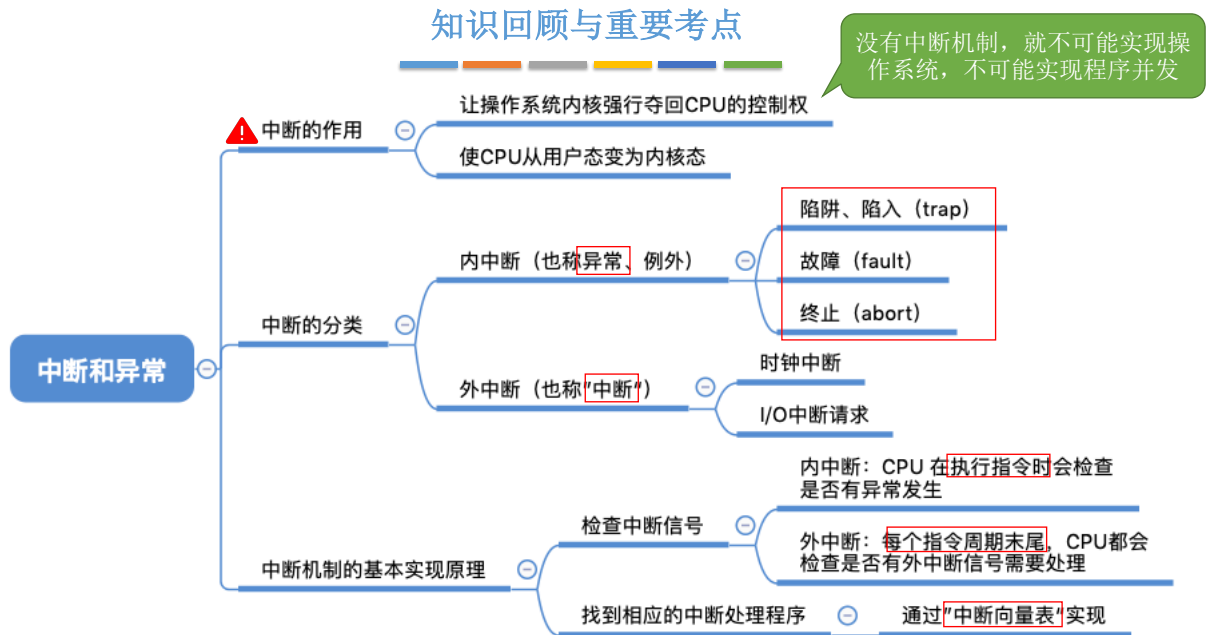 知识回顾与重要考点
没有中断机制，就不可能实现操
作系统，不可能实现程序并发
中断和异常
中断的作用
让操作系统内核强行夺回CPU的控制权
使CPU从用户态变为内核态
中断的分类
内中断（也称异常、例外）
陷阱、陷入（trap）
故障（fault）
终止（abort）
外中断（也称"中断"）
时钟中断
I/O中断请求
中断机制的基本实现原理
检查中断信号
内中断：CPU 在执行指令时会检查
是否有异常发生
外中断：每个指令周期末尾，CPU都会
检查是否有外中断信号需要处理
找到相应的中断处理程序
通过"中断向量表"实现